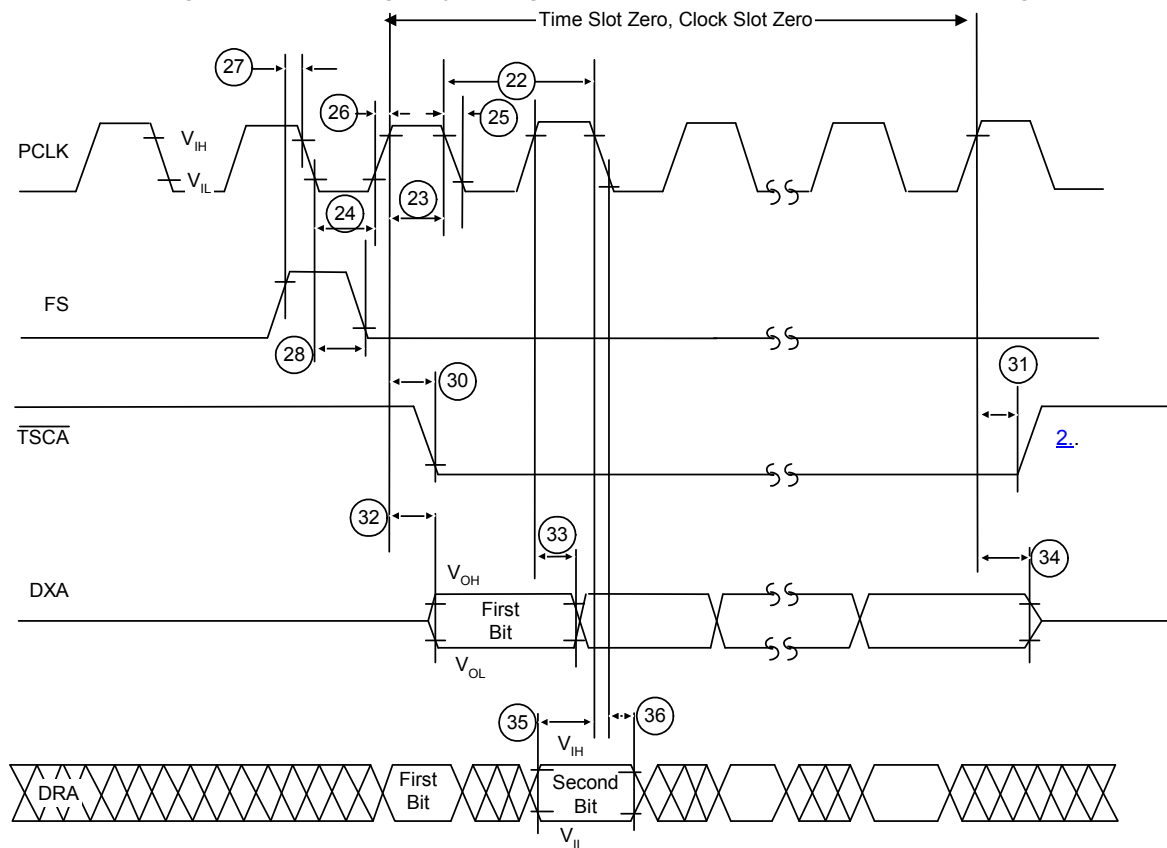 Time Slot Zero, Clock Slot Zero
27
22
26
25
PCLK
VIH
VIL
23
24
FS
28
30
31
TSCA
2..
32
33
34
DXA
VOH
First
Bit
VOL
35
36
VIH
DRA
First
Bit
Second
Bit
VIL